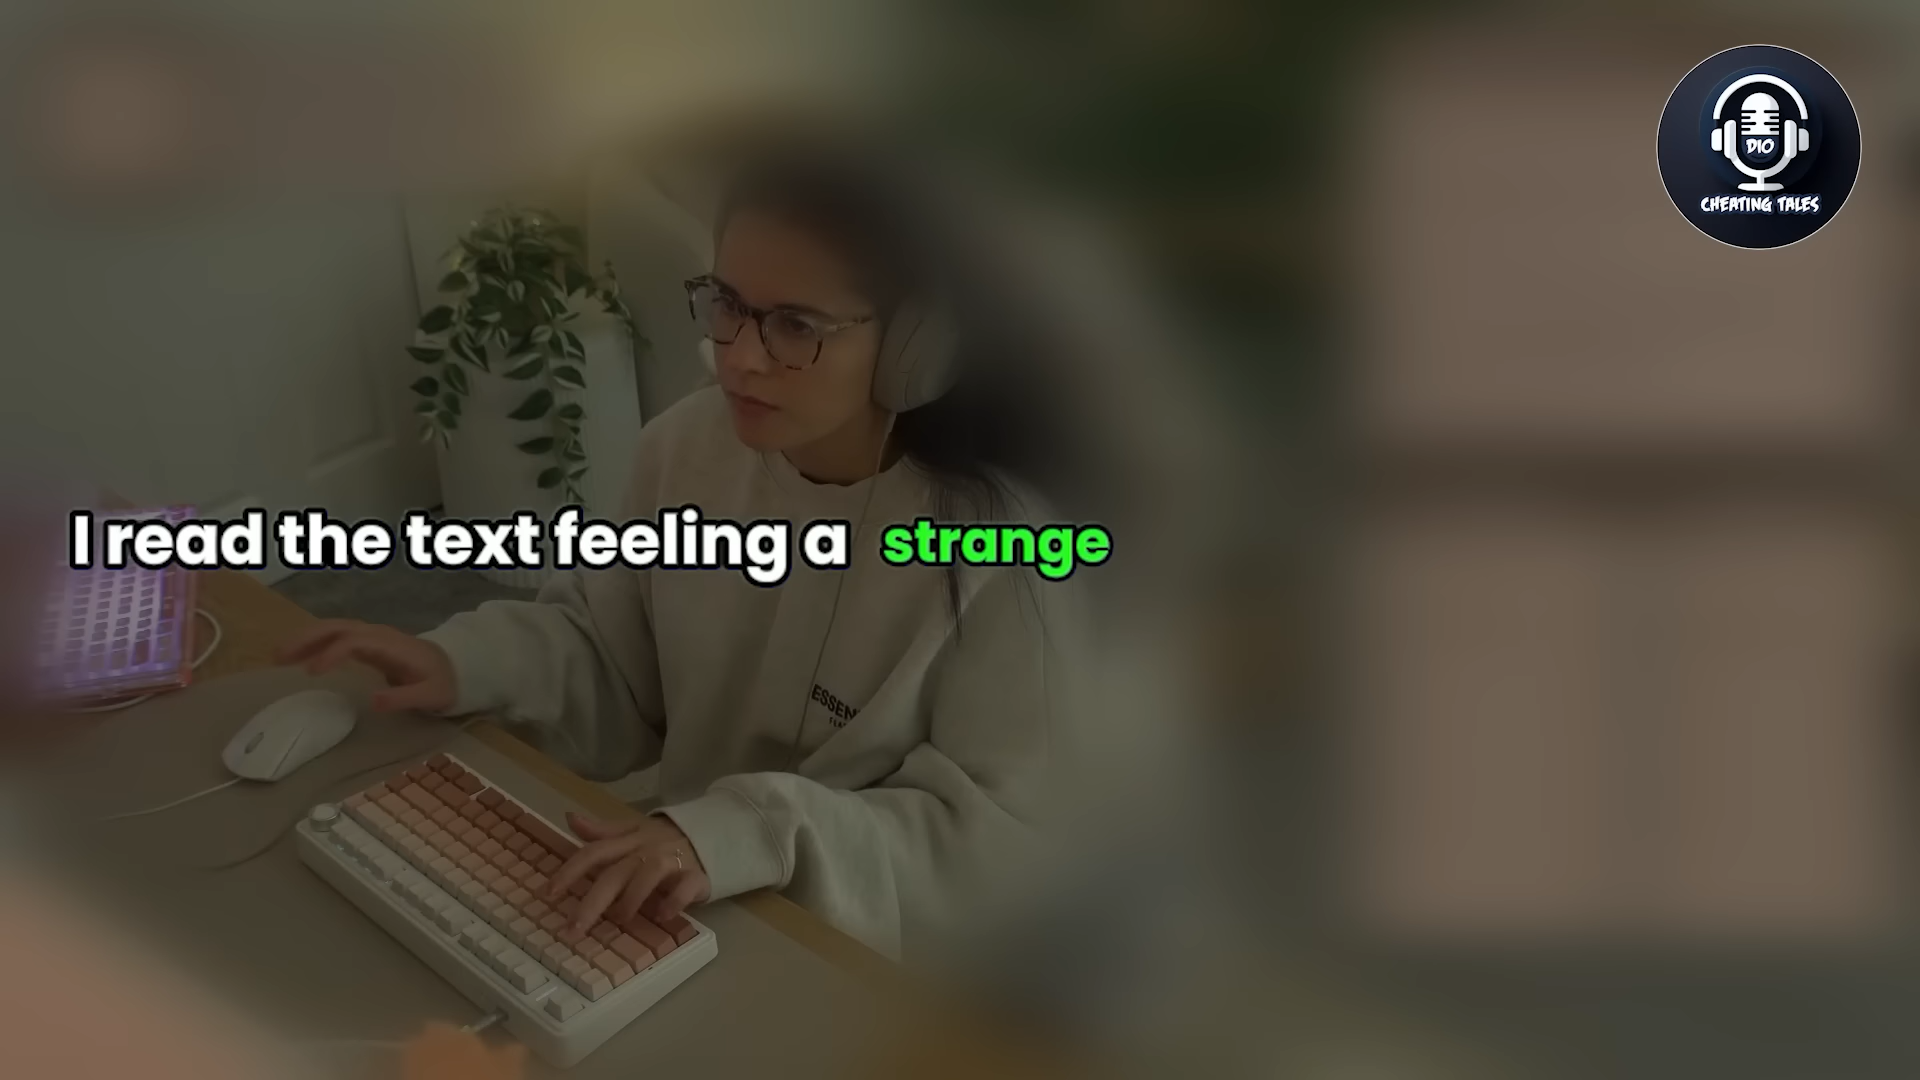 DIO
CHEATING TALES
I read the text feeling a strange
ESSEN